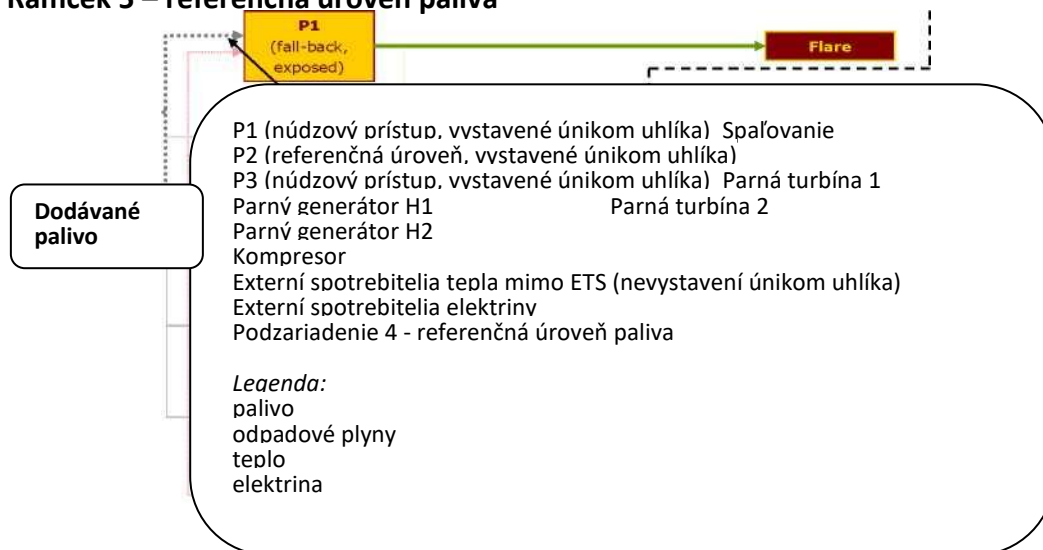 Rámček 3 – referenčná úroveň paliva
P1
(fall-back,
exposed)
Flare
P1 (núdzový prístup, vystavené únikom uhlíka) Spaľovanie
P2 (referenčná úroveň, vystavené únikom uhlíka)
P3 (núdzový prístup, vystavené únikom uhlíka) Parná turbína 1
Parný generátor H1 Parná turbína 2
Parný generátor H2
Kompresor
Externí spotrebitelia tepla mimo ETS (nevystavení únikom uhlíka)
Externí spotrebitelia elektriny
Podzariadenie 4 - referenčná úroveň paliva
Dodávané
palivo
Legenda:
palivo
odpadové plyny
teplo
elektrina